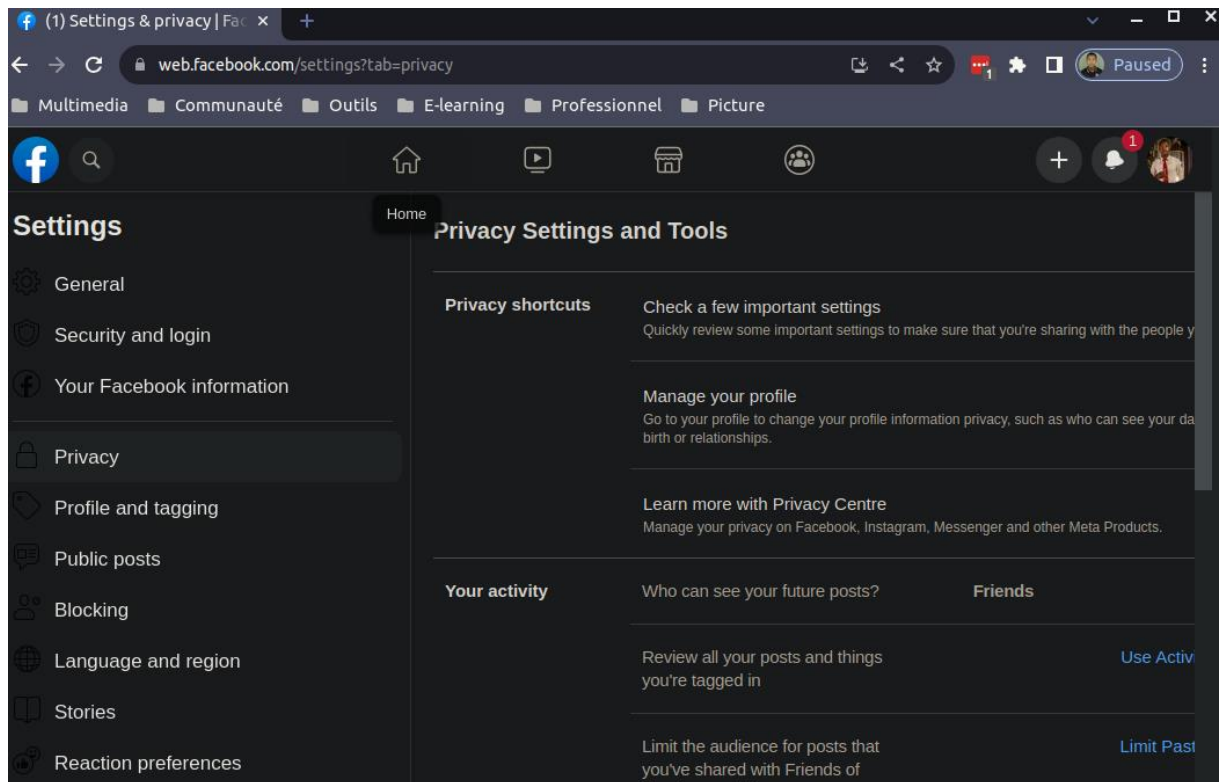 (1) Settings & privacy | Fac
web.facebook.com/settings?tab=privacy
1
Paused
Multimedia
Communauté
Outils
E-learning
Professionnel
Picture
1
Home
Settings
General
Security and login
Your Facebook information
Privacy
Profile and tagging
Public posts
Blocking
Language and region
Stories
Reaction preferences
Privacy Settings and Tools
Privacy shortcuts
Check a few important settings
Quickly review some important settings to make sure that you're sharing with the people y
Manage your profile
Go to your profile to change your profile information privacy, such as who can see your da
birth or relationships.
Learn more with Privacy Centre
Manage your privacy on Facebook, Instagram, Messenger and other Meta Products.
Your activity
Who can see your future posts?
Friends
Review all your posts and things
you're tagged in
Use Activi
Limit the audience for posts that
you've shared with Friends of
Limit Past